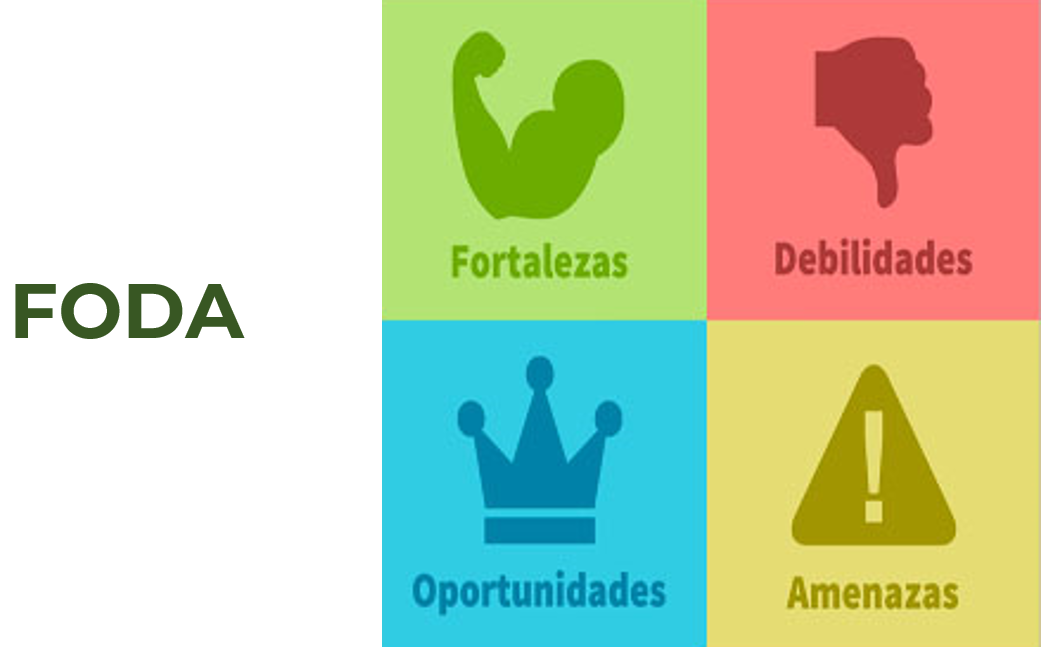 FODA
Fortalezas
Debilidades
Oportunidades
Amenazas